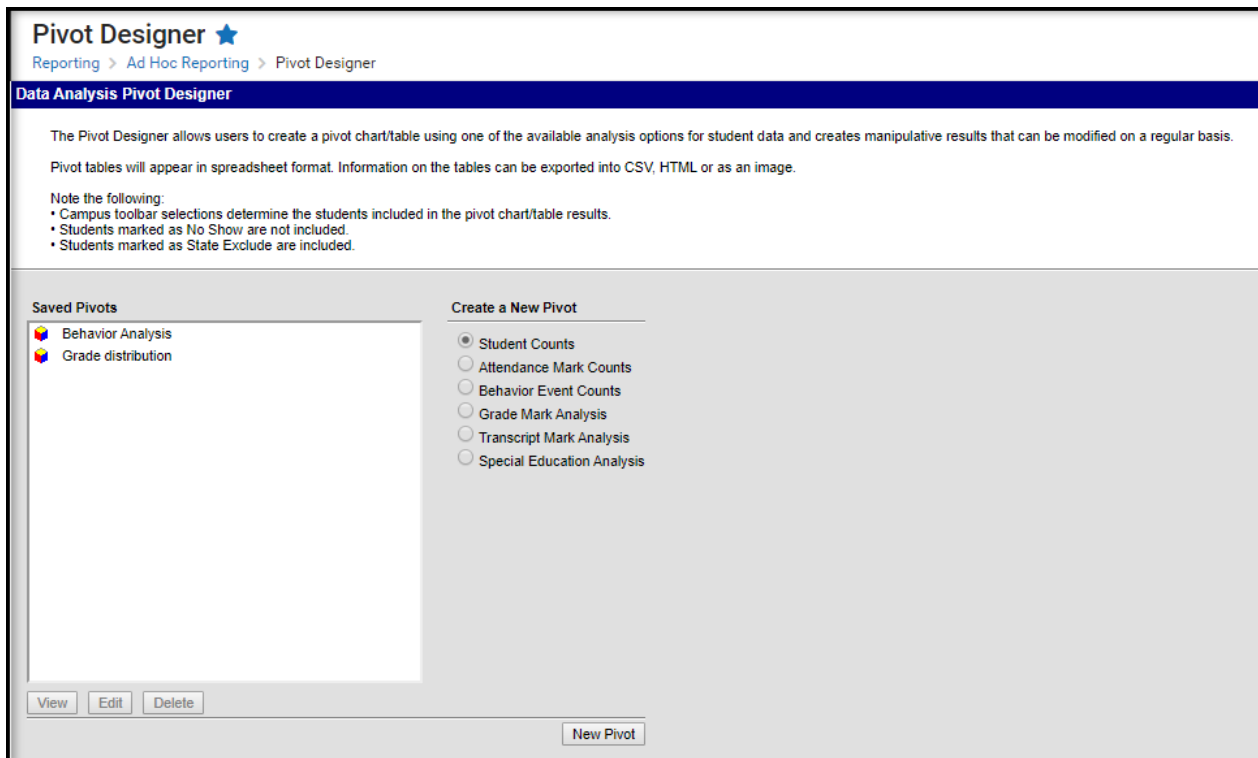 Pivot Designer
Reporting > Ad Hoc Reporting > Pivot Designer
Data Analysis Pivot Designer
The Pivot Designer allows users to create a pivot chart/table using one of the available analysis options for student data and creates manipulative results that can be modified on a regular basis.
Pivot tables will appear in spreadsheet format. Information on the tables can be exported into CSV, HTML or as an image.
Note the following:
• Campus toolbar selections determine the students included in the pivot chart/table results.
• Students marked as No Show are not included.
• Students marked as State Exclude are included.
Saved Pivots
Behavior Analysis
Grade distribution
View Edit Delete
Create a New Pivot
Student Counts
Attendance Mark Counts
Behavior Event Counts
Grade Mark Analysis
Transcript Mark Analysis
Special Education Analysis
New Pivot